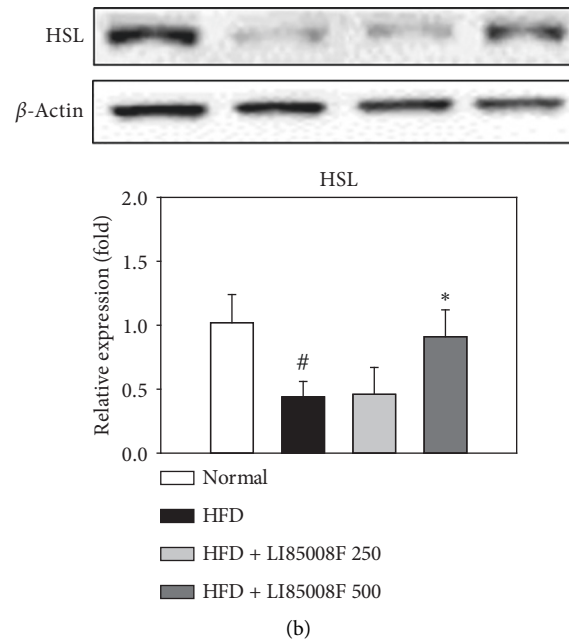 HSL
β-Actin
HSL
Relative expression (fold)
2.0
1.5
1.0
0.5
0.0
#
*
Normal
HFD
HFD + LI85008F 250
HFD + LI85008F 500
(b)